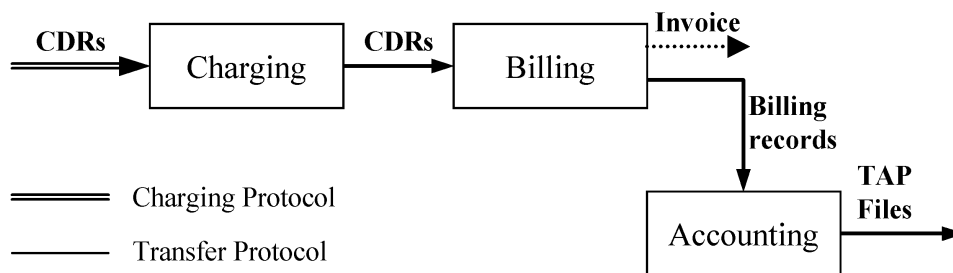 Invoice
CDRs
CDRs
Charging
Billing
Billing
records
TAP
Files
Charging Protocol
Accounting
Transfer Protocol